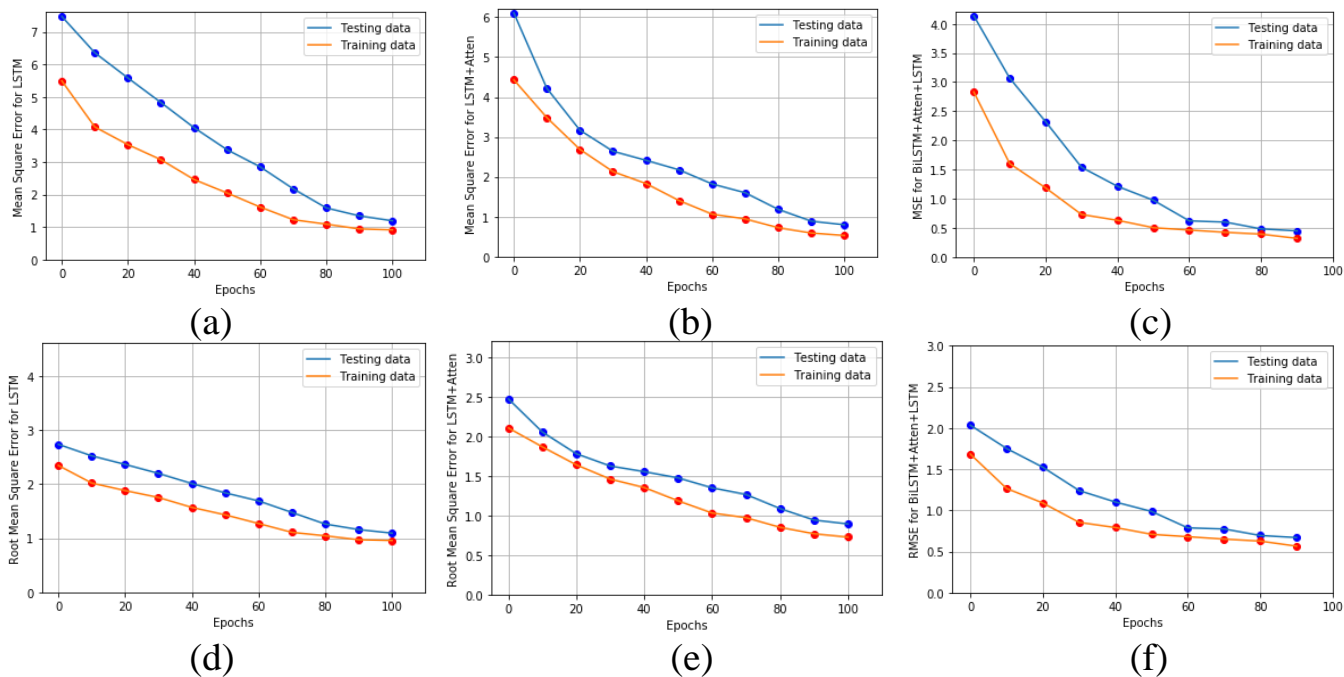 Mean Square Error for LSTM
7
6
5
4
3
2
1
0
Testing data
Training data
0 20 40 60 80 100
Epochs
(a)
Mean Square Error for LSTM+Atten
6
5
4
3
2
1
0
Testing data
Training data
0 20 40 60 80 100
Epochs
(b)
MSE for BiLSTM+Atten+LSTM
4.0
3.5
3.0
2.5
2.0
1.5
1.0
0.5
0.0
Testing data
Training data
0 20 40 60 80 100
Epochs
(c)
Root Mean Square Error for LSTM
4
3
2
1
0
Testing data
Training data
0 20 40 60 80 100
Epochs
(d)
Root Mean Square Error for LSTM+Atten
3.0
2.5
2.0
1.5
1.0
0.5
0.0
Testing data
Training data
0 20 40 60 80 100
Epochs
(e)
RMSE for BiLSTM+Atten+LSTM
3.0
2.5
2.0
1.5
1.0
0.5
0.0
Testing data
Training data
0 20 40 60 80 100
Epochs
(f)